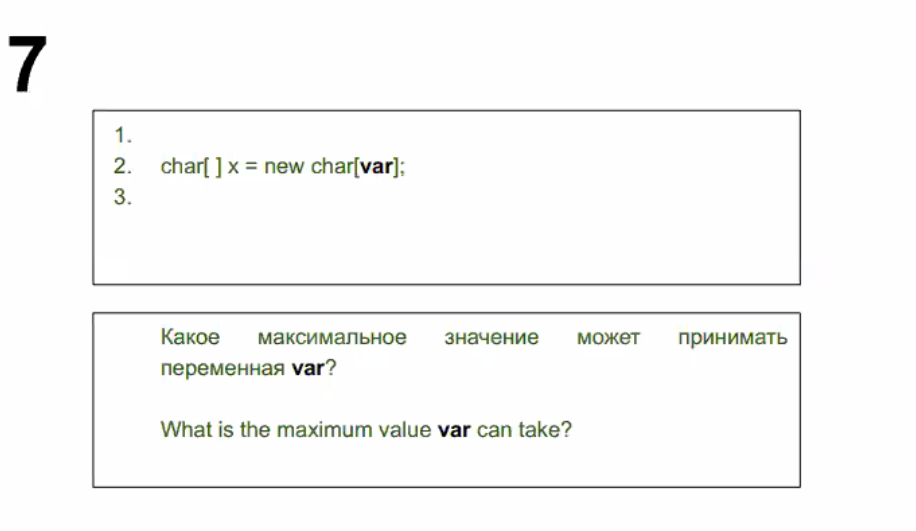 7
1.
2. char[ ] x = new char[var];
3.
Какое максимальное значение может принимать
переменная var?
What is the maximum value var can take?